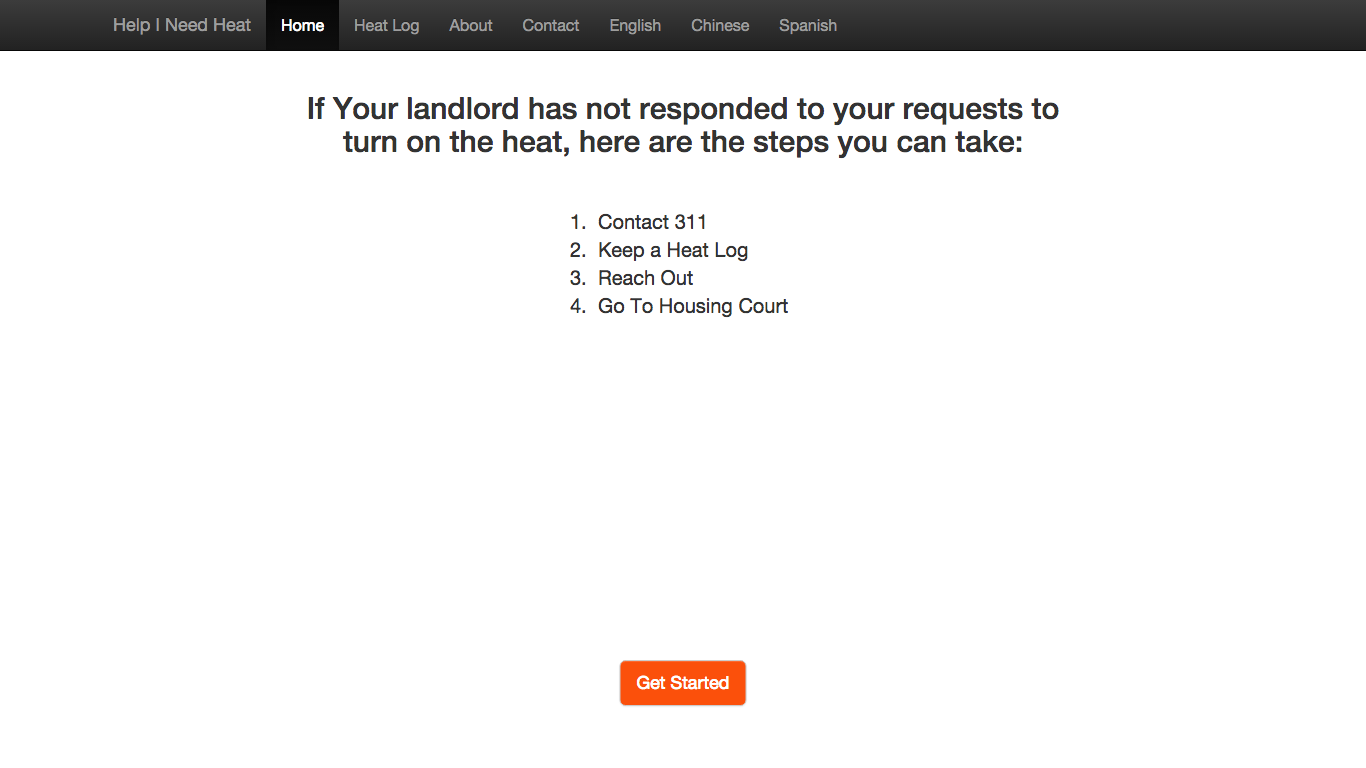 Help I Need Heat Home Heat Log About Contact English Chinese Spanish
If Your landlord has not responded to your requests to
turn on the heat, here are the steps you can take:
1. Contact 311
2. Keep a Heat Log
3. Reach Out
4. Go To Housing Court
Get Started